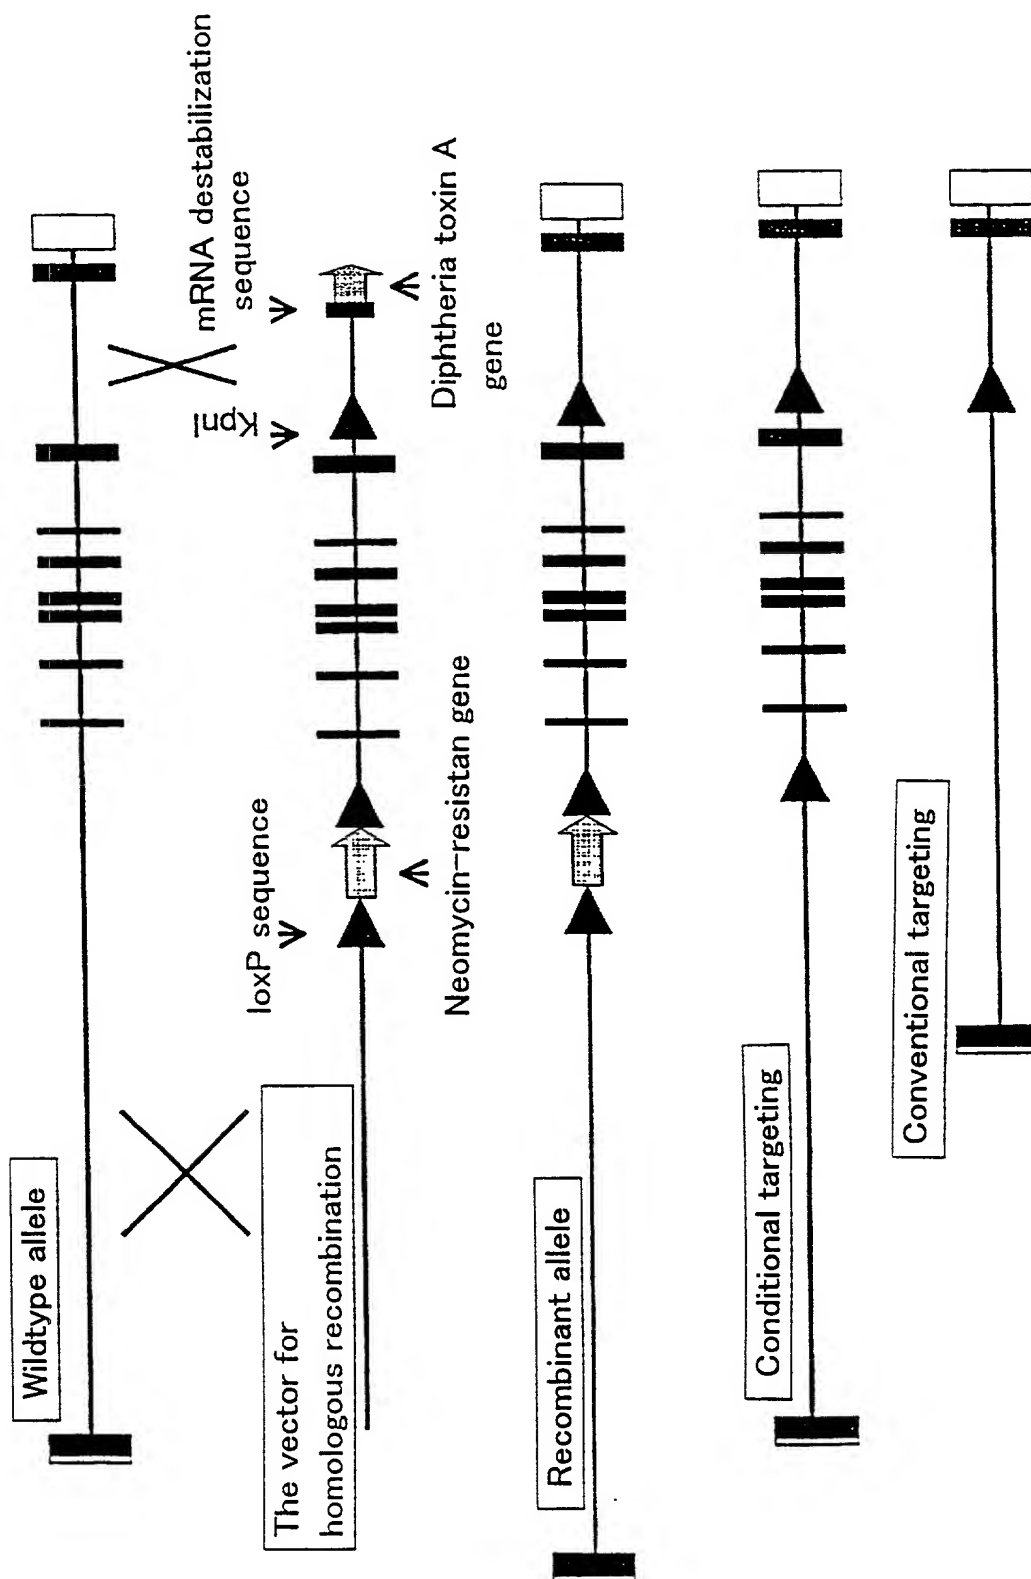 Wildtype allele
mRNA destabilization
sequence
KpnI
The vector for
homologous recombination
loxP sequence
Neomycin-resistan gene
Diphtheria toxin A
gene
Recombinant allele
Conditional targeting
Conventional targeting